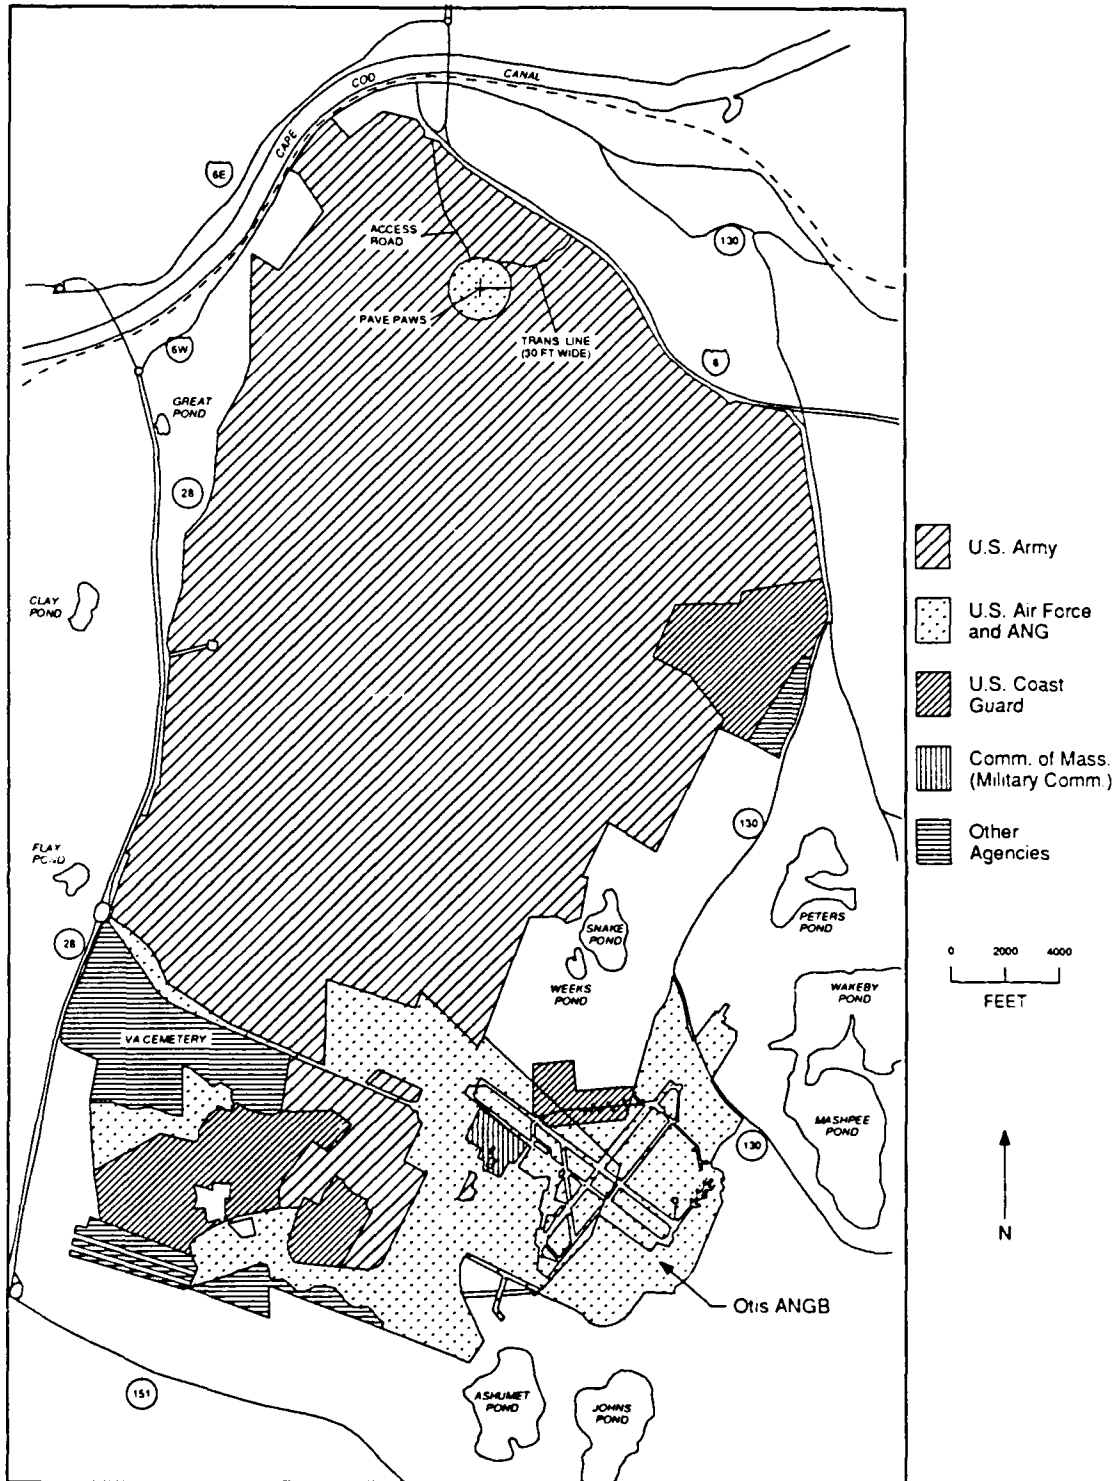 CAPE COD CANAL
6E
130
ACCESS
ROAD
PAVE PAWS
TRANS LINE
(30 FT WIDE)
6W
6
GREAT
POND
28
CLAY
POND
U.S. Army
U.S. Air Force
and ANG
U.S. Coast
Guard
Comm. of Mass.
(Military Comm.)
Other
Agencies
130
FLAY
POND
PETERS
POND
SNAKE
POND
28
WEEKS
POND
0 2000 4000
FEET
WAKEBY
POND
VA CEMETERY
MASHPEE
POND
130
N
Otis ANGB
151
ASHUMET
POND
JOHNS
POND